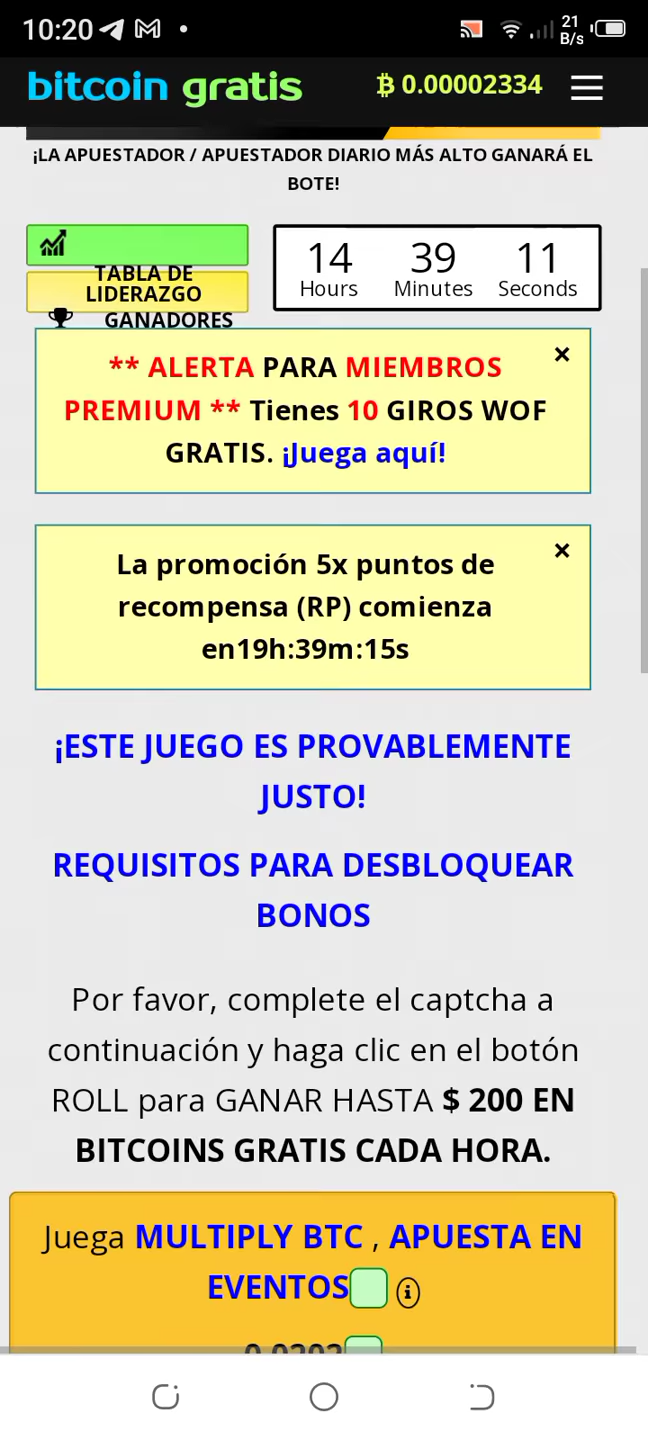 10:20
21
B/s
bitcoin gratis
₿ 0.00002334
¡LA APUESTADOR / APUESTADOR DIARIO MÁS ALTO GANARÁ EL
BOTE!
TABLA DE
LIDERAZGO
GANADORES
14 39 11
Hours Minutes Seconds
** ALERTA PARA MIEMBROS
PREMIUM ** Tienes 10 GIROS WOF
GRATIS. ¡Juega aquí!
×
La promoción 5x puntos de
recompensa (RP) comienza
en19h:39m:15s
×
¡ESTE JUEGO ES PROVABLEMENTE
JUSTO!
REQUISITOS PARA DESBLOQUEAR
BONOS
Por favor, complete el captcha a
continuación y haga clic en el botón
ROLL para GANAR HASTA $ 200 EN
BITCOINS GRATIS CADA HORA.
Juega MULTIPLY BTC , APUESTA EN
EVENTOS